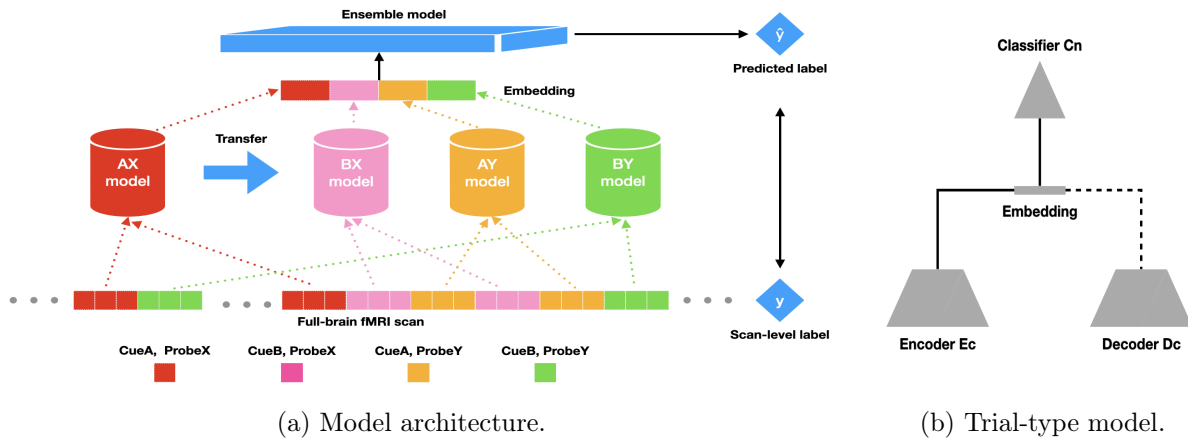 Ensemble model
ŷ
Predicted label
Embedding
Transfer
AX
model
BX
model
AY
model
BY
model
Full-brain fMRI scan
y
Scan-level label
CueA, ProbeX
CueB, ProbeX
CueA, ProbeY
CueB, ProbeY
(a) Model architecture.
Classifier Cn
Embedding
Encoder Ec
Decoder Dc
(b) Trial-type model.